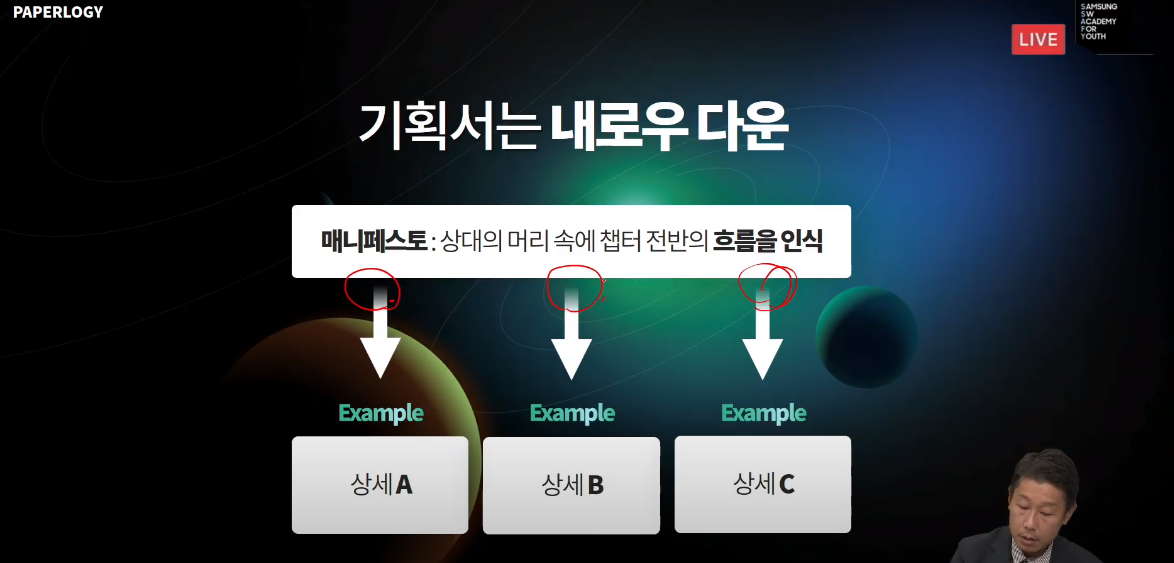 PAPERLOGY
SAMSUNG
SW
ACADEMY
FOR
YOUTH
LIVE
기획서는 내로우 다운
매니페스토 : 상대의 머리 속에 챕터 전반의 흐름을 인식
Example
Example
Example
상세 A
상세 B
상세 C